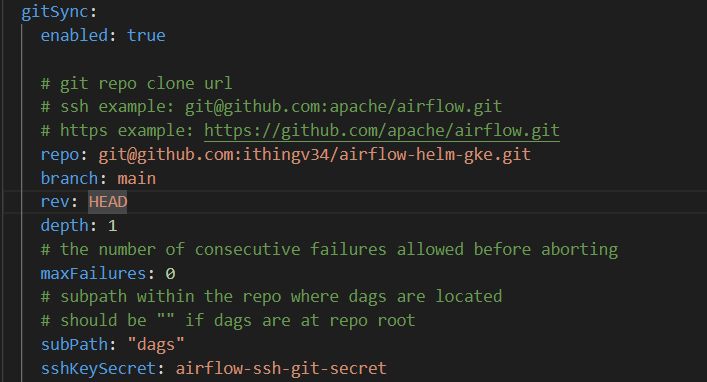 gitSync:
enabled: true
# git repo clone url
# ssh example: git@github.com:apache/airflow.git
# https example: https://github.com/apache/airflow.git
repo: git@github.com:ithingv34/airflow-helm-gke.git
branch: main
rev: HEAD
depth: 1
# the number of consecutive failures allowed before aborting
maxFailures: 0
# subpath within the repo where dags are located
# should be "" if dags are at repo root
subPath: "dags"
sshKeySecret: airflow-ssh-git-secret